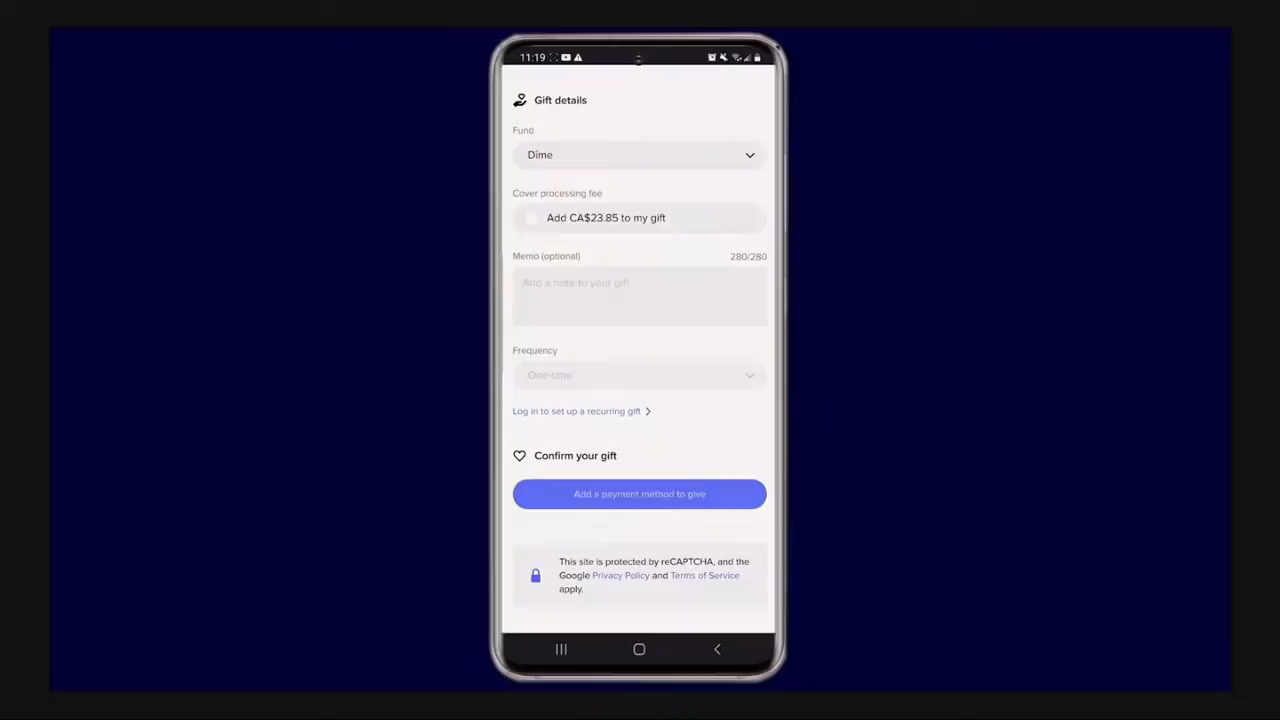 11:19
Gift details
Fund
Dime
Cover processing fee
Add CA$23.85 to my gift
Memo (optional) 280/280
Add a note to your gift
Frequency
One-time
Log in to set up a recurring gift
Confirm your gift
Add a payment method to give
This site is protected by reCAPTCHA, and the
Google Privacy Policy and Terms of Service
apply.